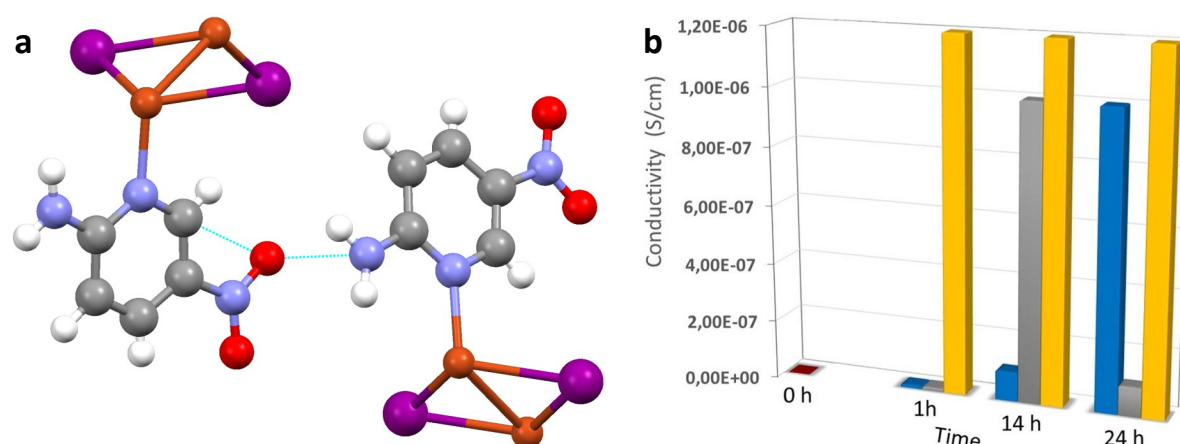 a
b
Conductivity (S/cm)
1,20E-06
1,00E-06
8,00E-07
6,00E-07
4,00E-07
2,00E-07
0,00E+00
0 h
1h
14 h
24 h
Time